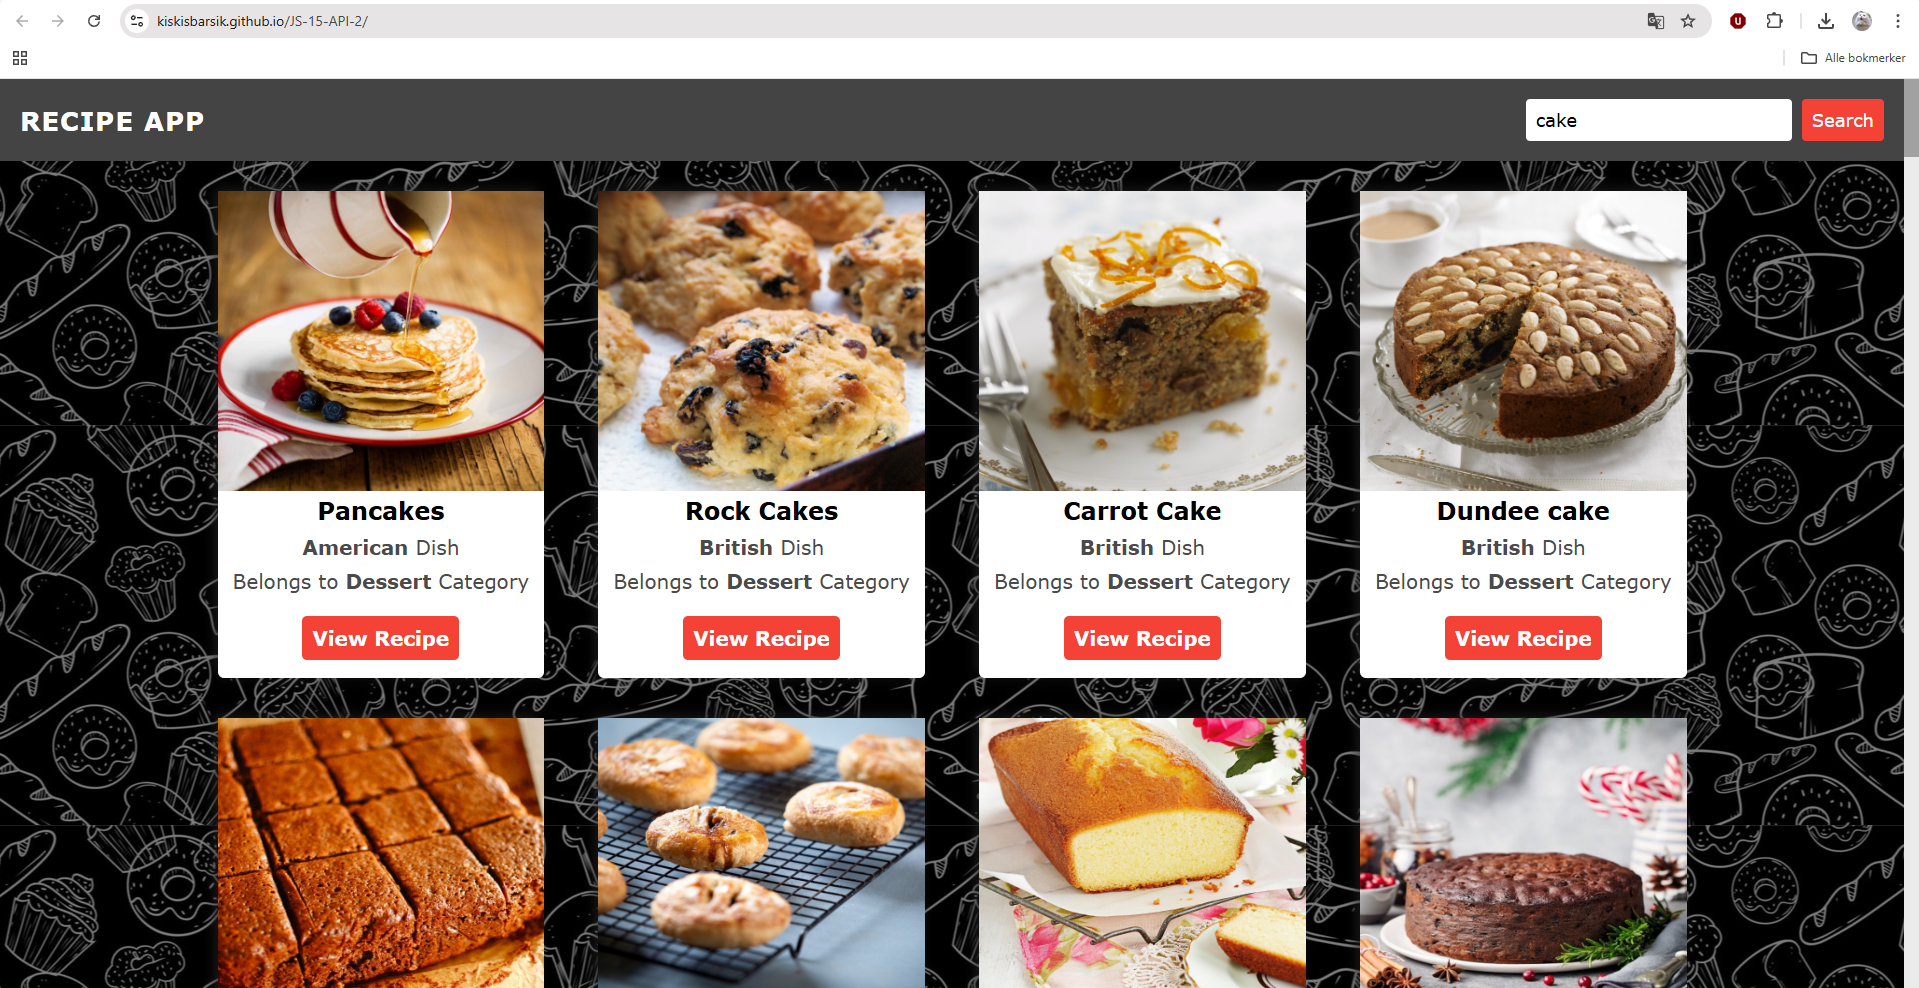 kiskisbarsik.github.io/JS-15-API-2/
Alle bokmerker
RECIPE APP
cake
Search
Pancakes
American Dish
Belongs to Dessert Category
View Recipe
Rock Cakes
British Dish
Belongs to Dessert Category
View Recipe
Carrot Cake
British Dish
Belongs to Dessert Category
View Recipe
Dundee cake
British Dish
Belongs to Dessert Category
View Recipe